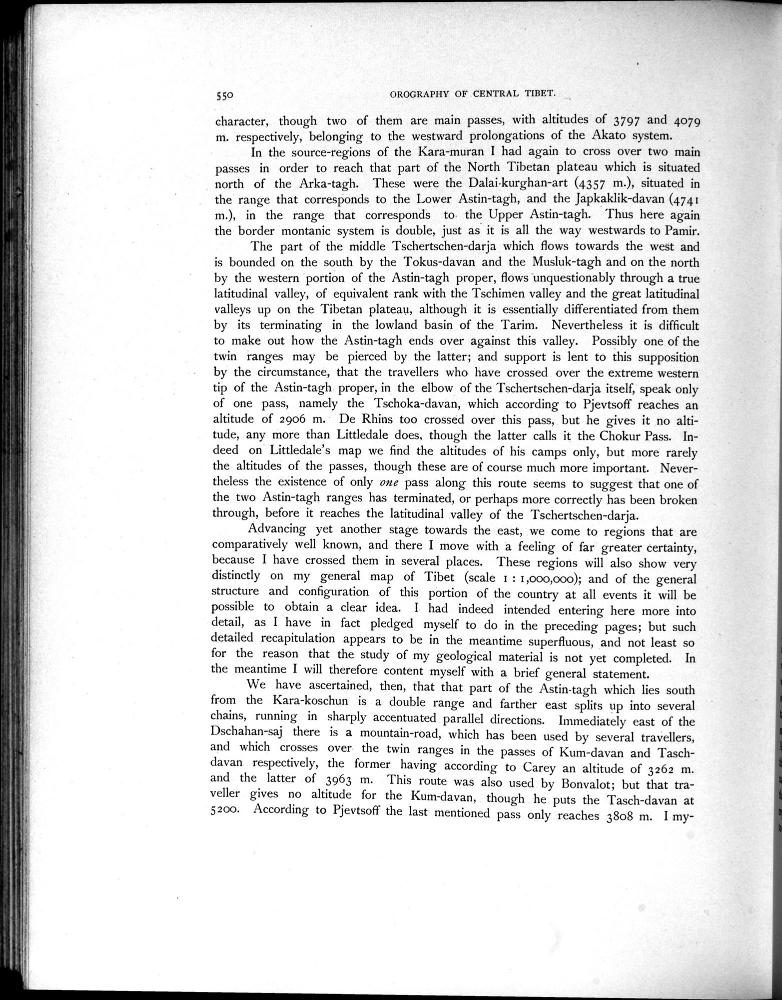 550
OROGRAPHY OF CENTRAL TIBET.
character, though two of them are main passes, with altitudes of 3797 and 4079
m. respectively, belonging to the westward prolongations of the Akato system.
In the source-regions of the Kara-muran I had again to cross over two main
passes in order to reach that part of the North Tibetan plateau which is situated
north of the Arka-tagh. These were the Dalai-kurghan-art (4357 m.), situated in
the range that corresponds to the Lower Astin-tagh, and the Japkaklik-davan (4741
m.), in the range that corresponds to the Upper Astin-tagh. Thus here again
the border montanic system is double, just as it is all the way westwards to Pamir.
The part of the middle Tschertschen-darja which flows towards the west and
is bounded on the south by the Tokus-davan and the Musluk-tagh and on the north
by the western portion of the Astin-tagh proper, flows unquestionably through a true
latitudinal valley, of equivalent rank with the Tschimen valley and the great latitudinal
valleys up on the Tibetan plateau, although it is essentially differentiated from them
by its terminating in the lowland basin of the Tarim. Nevertheless it is difficult
to make out how the Astin-tagh ends over against this valley. Possibly one of the
twin ranges may be pierced by the latter; and support is lent to this supposition
by the circumstance, that the travellers who have crossed over the extreme western
tip of the Astin-tagh proper, in the elbow of the Tschertschen-darja itself, speak only
of one pass, namely the Tschoka-davan, which according to Pjevtsoff reaches an
altitude of 2906 m. De Rhins too crossed over this pass, but he gives it no alti-
tude, any more than Littledale does, though the latter calls it the Chokur Pass. In-
deed on Littledale's map we find the altitudes of his camps only, but more rarely
the altitudes of the passes, though these are of course much more important. Never-
theless the existence of only one pass along this route seems to suggest that one of
the two Astin-tagh ranges has terminated, or perhaps more correctly has been broken
through, before it reaches the latitudinal valley of the Tschertschen-darja.
Advancing yet another stage towards the east, we come to regions that are
comparatively well known, and there I move with a feeling of far greater certainty,
because I have crossed them in several places. These regions will also show very
distinctly on my general map of Tibet (scale 1 : 1,000,000); and of the general
structure and configuration of this portion of the country at all events it will be
possible to obtain a clear idea. I had indeed intended entering here more into
detail, as I have in fact pledged myself to do in the preceding pages; but such
detailed recapitulation appears to be in the meantime superfluous, and not least so
for the reason that the study of my geological material is not yet completed. In
the meantime I will therefore content myself with a brief general statement.
We have ascertained, then, that that part of the Astin-tagh which lies south
from the Kara-koschun is a double range and farther east splits up into several
chains, running in sharply accentuated parallel directions. Immediately east of the
Dschahan-saj there is a mountain-road, which has been used by several travellers,
and which crosses over the twin ranges in the passes of Kum-davan and Tasch-
davan respectively, the former having according to Carey an altitude of 3262 m.
and the latter of 3963 m. This route was also used by Bonvalot; but that tra-
veller gives no altitude for the Kum-davan, though he puts the Tasch-davan at
5200. According to Pjevtsoff the last mentioned pass only reaches 3808 m. I my-